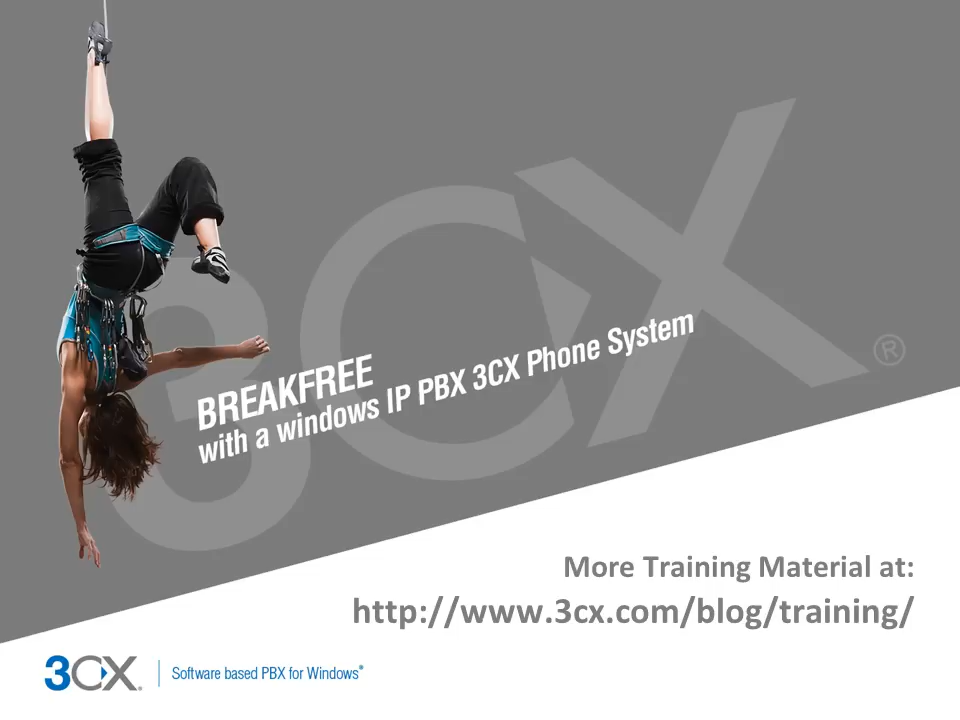 3CX®
BREAKFREE
with a windows IP PBX 3CX Phone System
More Training Material at:
http://www.3cx.com/blog/training/
3CX® Software based PBX for Windows®